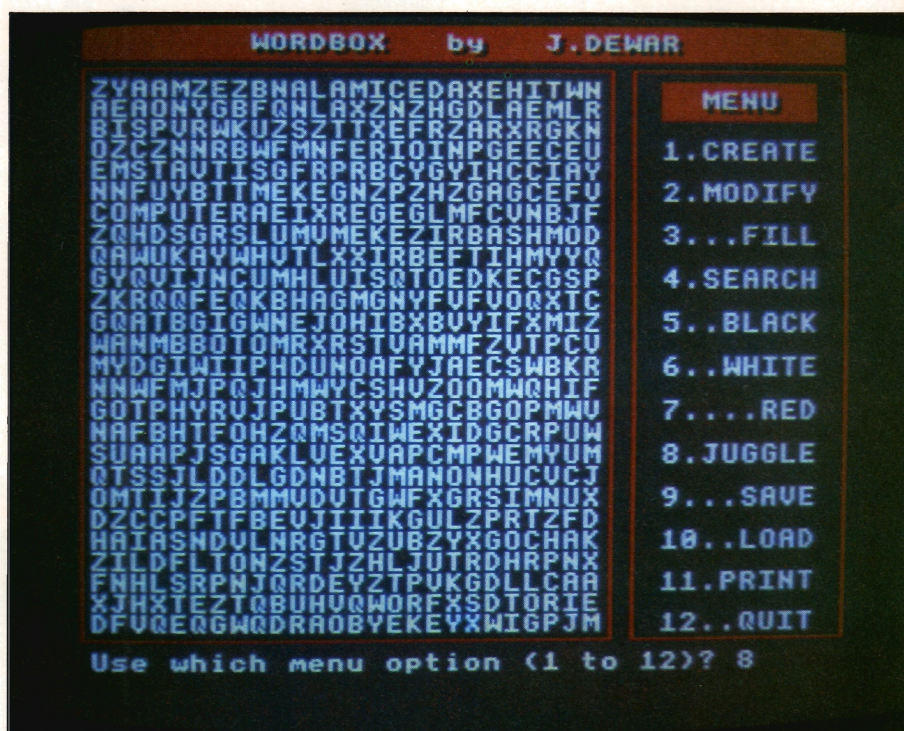 WORDBOX by J.DEWAR
ZYAAMZEZBNALAMICEDAXEHITWN
AEAONYGBFQNLAXZNZHGDLAEMLR
BISPVRWKUZSZTTXEFRZARXRGKN
OZCZNNRBWFMNFERIOINPGEECEU
EMSTAVTISGFRPRBCYGYIHCCIAY
NNFUYBTTMEKEGNZPZHZGAGCEFV
COMPUTERAEIXREGEGLMFCVNBJF
ZQHDSGRSLUMVMEKEZIRBASHMOD
QAWUKAYWHVTLXXIRBEFTIHMYYQ
GYQVIJNCUMHLUISQTOEDKECGSP
ZKRQQFEQKBHAGMGNYFVFVOQXTC
GQATBGIGWNEJOHIBXBVYIFXMIZ
WANMBBOTOMRXRSTVAMMFZVTPCV
MYDGIWIIPHDUNOAFYJAECSWBKR
NNWFMJPQJHMWYCSHVZOOMWQHIF
GOTPHYRVJPUBTXYSMGCBGOPMWV
NAFBHTFOHZQMSQIWEXIDGCRPUW
SUAAPJSGAKLVEXVAPCMPWEMYUM
QTSSJLDDLGDNBTJMANONHUCVCJ
OMTIJZPBMMVDVTGWFXGRSIMNUX
DZCCPFTFBEVJIIIKGULZPRTZFD
HAIASNDVLNRGTVZUBZYXGOCHAK
ZILDFLTONZSTJZHLJUTRDHRPNX
FNHLSRPNJQRDEYZTPVKGDLLCAA
XJHXTEZTQBUHVQWORFXSDTORIE
DFVQEQGWQDRAOBYEKEYXWIGPJM
MENU
1.CREATE
2.MODIFY
3...FILL
4.SEARCH
5..BLACK
6..WHITE
7....RED
8.JUGGLE
9...SAVE
10..LOAD
11.PRINT
12..QUIT
Use which menu option (1 to 12)? 8